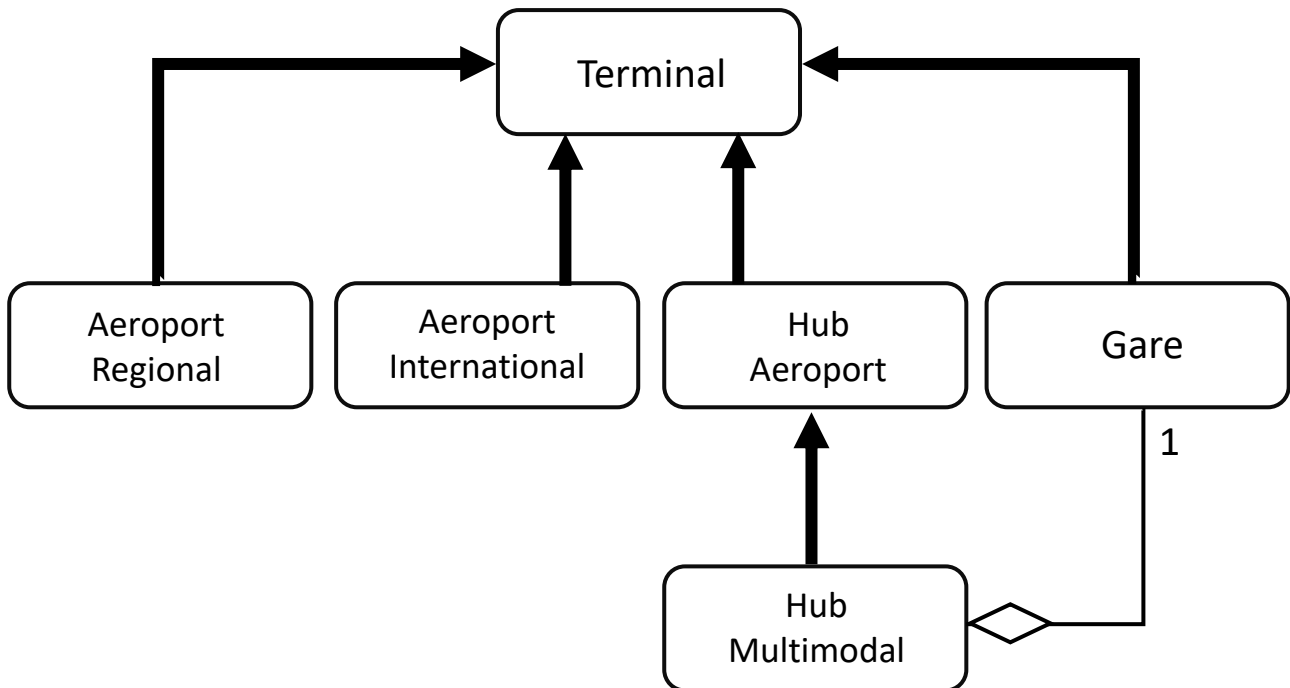 Terminal
Aeroport
Regional
Aeroport
International
Hub
Aeroport
Gare
1
Hub
Multimodal